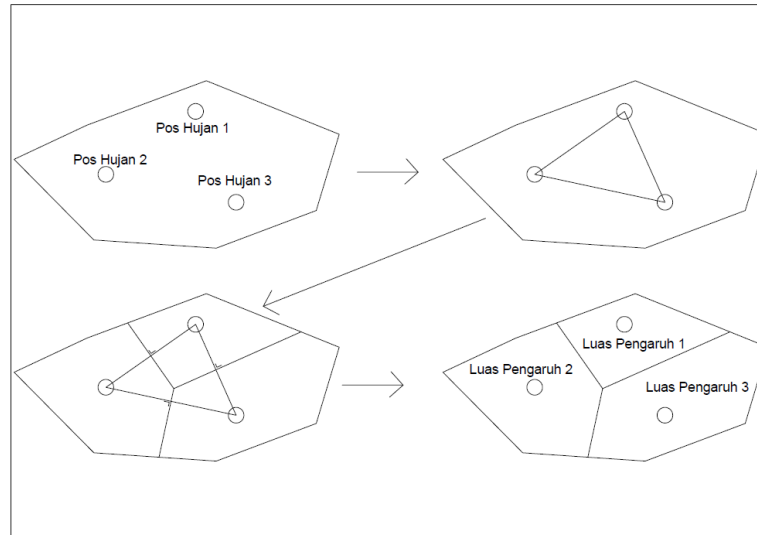 Pos Hujan 1
Pos Hujan 2
Pos Hujan 3
Luas Pengaruh 1
Luas Pengaruh 2
Luas Pengaruh 3